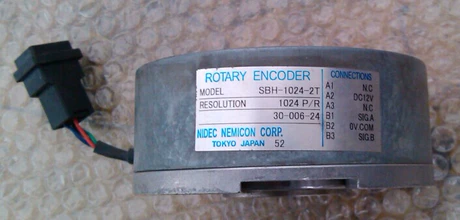 ROTARY ENCODER
MODEL SBH-1024-2T
RESOLUTION 1024 P/R
30-006-24
NIDEC NEMICON CORP.
TOKYO JAPAN 52
CONNECTIONS
A1 N.C
A2 DC12V
A3 N.C
B1 SIG.A
B2 0V.COM
B3 SIG.B